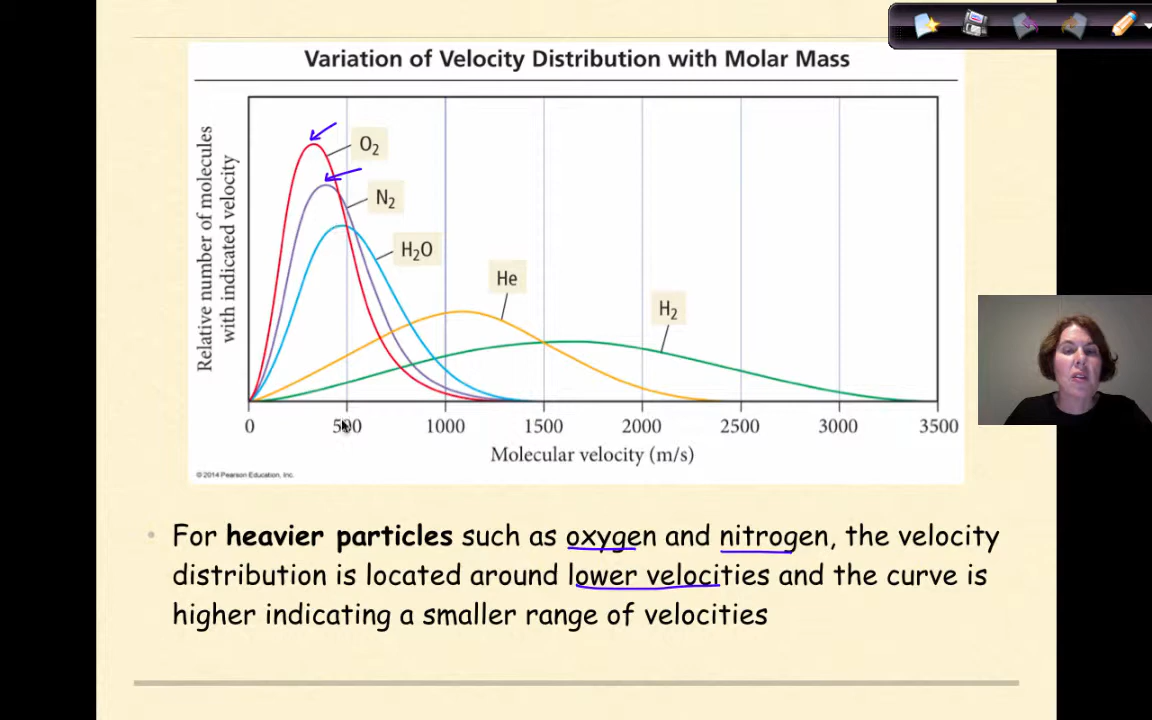 Variation of Velocity Distribution with Molar Mass
Relative number of molecules
with indicated velocity
O₂
N₂
H₂O
He
H₂
0 500 1000 1500 2000 2500 3000 3500
Molecular velocity (m/s)
© 2014 Pearson Education, Inc.
• For heavier particles such as oxygen and nitrogen, the velocity
distribution is located around lower velocities and the curve is
higher indicating a smaller range of velocities